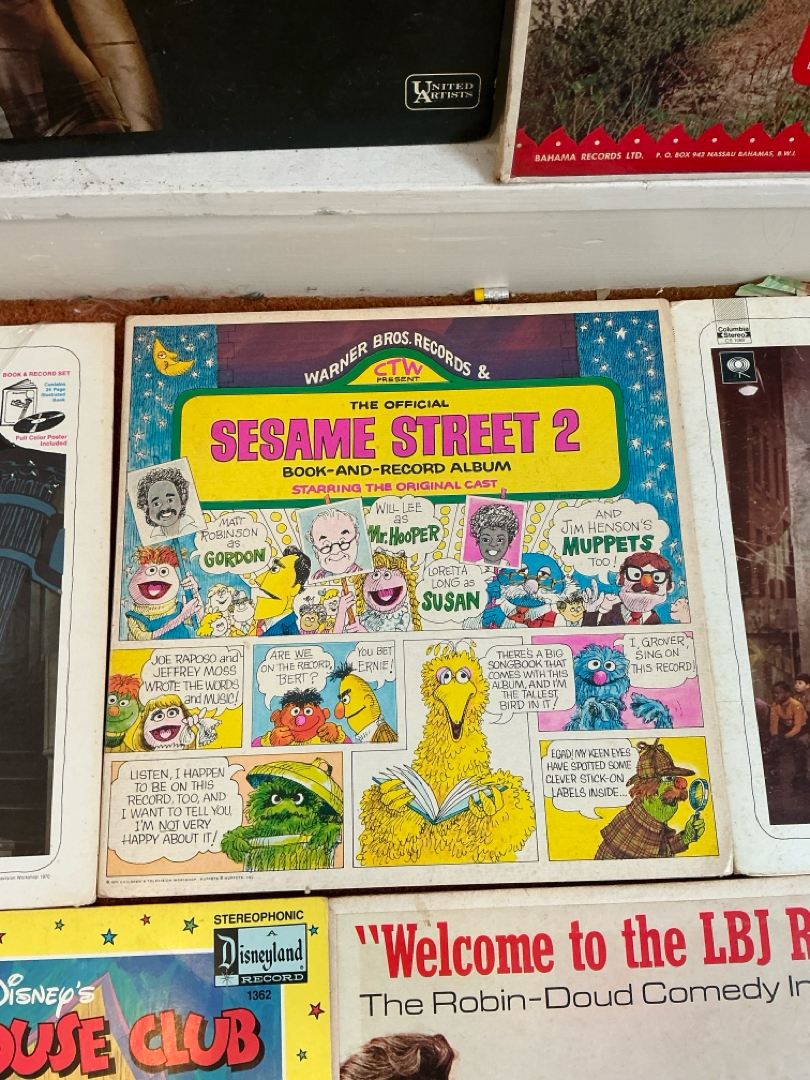 UNITED
ARTISTS
BAHAMA RECORDS LTD. P. O. BOX 943 NASSAU BAHAMAS, B.W.I.
BOOK & RECORD SET
Contains
Full Color Poster
Included
Columbia
Stereo
WARNER BROS. RECORDS &
CTW
PRESENT
THE OFFICIAL
SESAME STREET 2
BOOK-AND-RECORD ALBUM
STARRING THE ORIGINAL CAST
MATT
ROBINSON
as
GORDON
WILL LEE
as
Mr. HOOPER
LORETTA
LONG as
SUSAN
AND
JIM HENSON'S
MUPPETS
TOO!
JOE RAPOSO and
JEFFREY MOSS
WROTE THE WORDS
and MUSIC!
ARE WE
ON THE RECORD,
BERT?
YOU BET
ERNIE!
THERE'S A BIG
SONGBOOK THAT
COMES WITH THIS
ALBUM, AND I'M
THE TALLEST
BIRD IN IT!
I, GROVER,
SING ON
THIS RECORD!
LISTEN, I HAPPEN
TO BE ON THIS
RECORD, TOO, AND
I WANT TO TELL YOU,
I'M NOT VERY
HAPPY ABOUT IT!
EGAD! MY KEEN EYES
HAVE SPOTTED SOME
CLEVER STICK-ON
LABELS INSIDE...
STEREOPHONIC
A
Disneyland
RECORD
1362
DISNEY'S
OUSE CLUB
"Welcome to the LBJ R
The Robin-Doud Comedy In